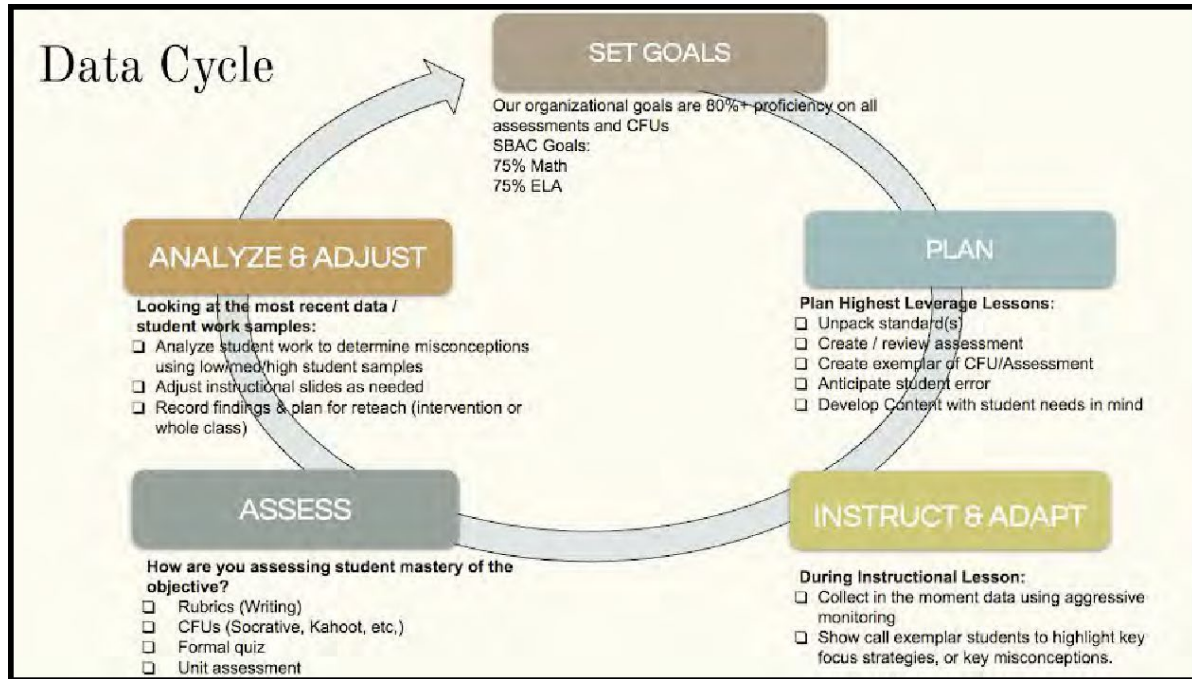 Data Cycle
SET GOALS
Our organizational goals are 80%+ proficiency on all
assessments and CFUs
SBAC Goals:
75% Math
75% ELA
PLAN
Plan Highest Leverage Lessons:
❑ Unpack standard(s)
❑ Create / review assessment
❑ Create exemplar of CFU/Assessment
❑ Anticipate student error
❑ Develop Content with student needs in mind
INSTRUCT & ADAPT
During Instructional Lesson:
❑ Collect in the moment data using aggressive
monitoring
❑ Show call exemplar students to highlight key
focus strategies, or key misconceptions.
ASSESS
How are you assessing student mastery of the
objective?
❑ Rubrics (Writing)
❑ CFUs (Socrative, Kahoot, etc,)
❑ Formal quiz
❑ Unit assessment
ANALYZE & ADJUST
Looking at the most recent data /
student work samples:
❑ Analyze student work to determine misconceptions
using low/med/high student samples
❑ Adjust instructional slides as needed
❑ Record findings & plan for reteach (intervention or
whole class)